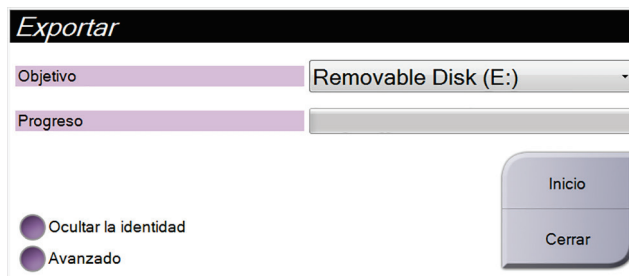 Exportar
Objetivo
Removable Disk (E:)
Progreso
Inicio
Ocultar la identidad
Cerrar
Avanzado